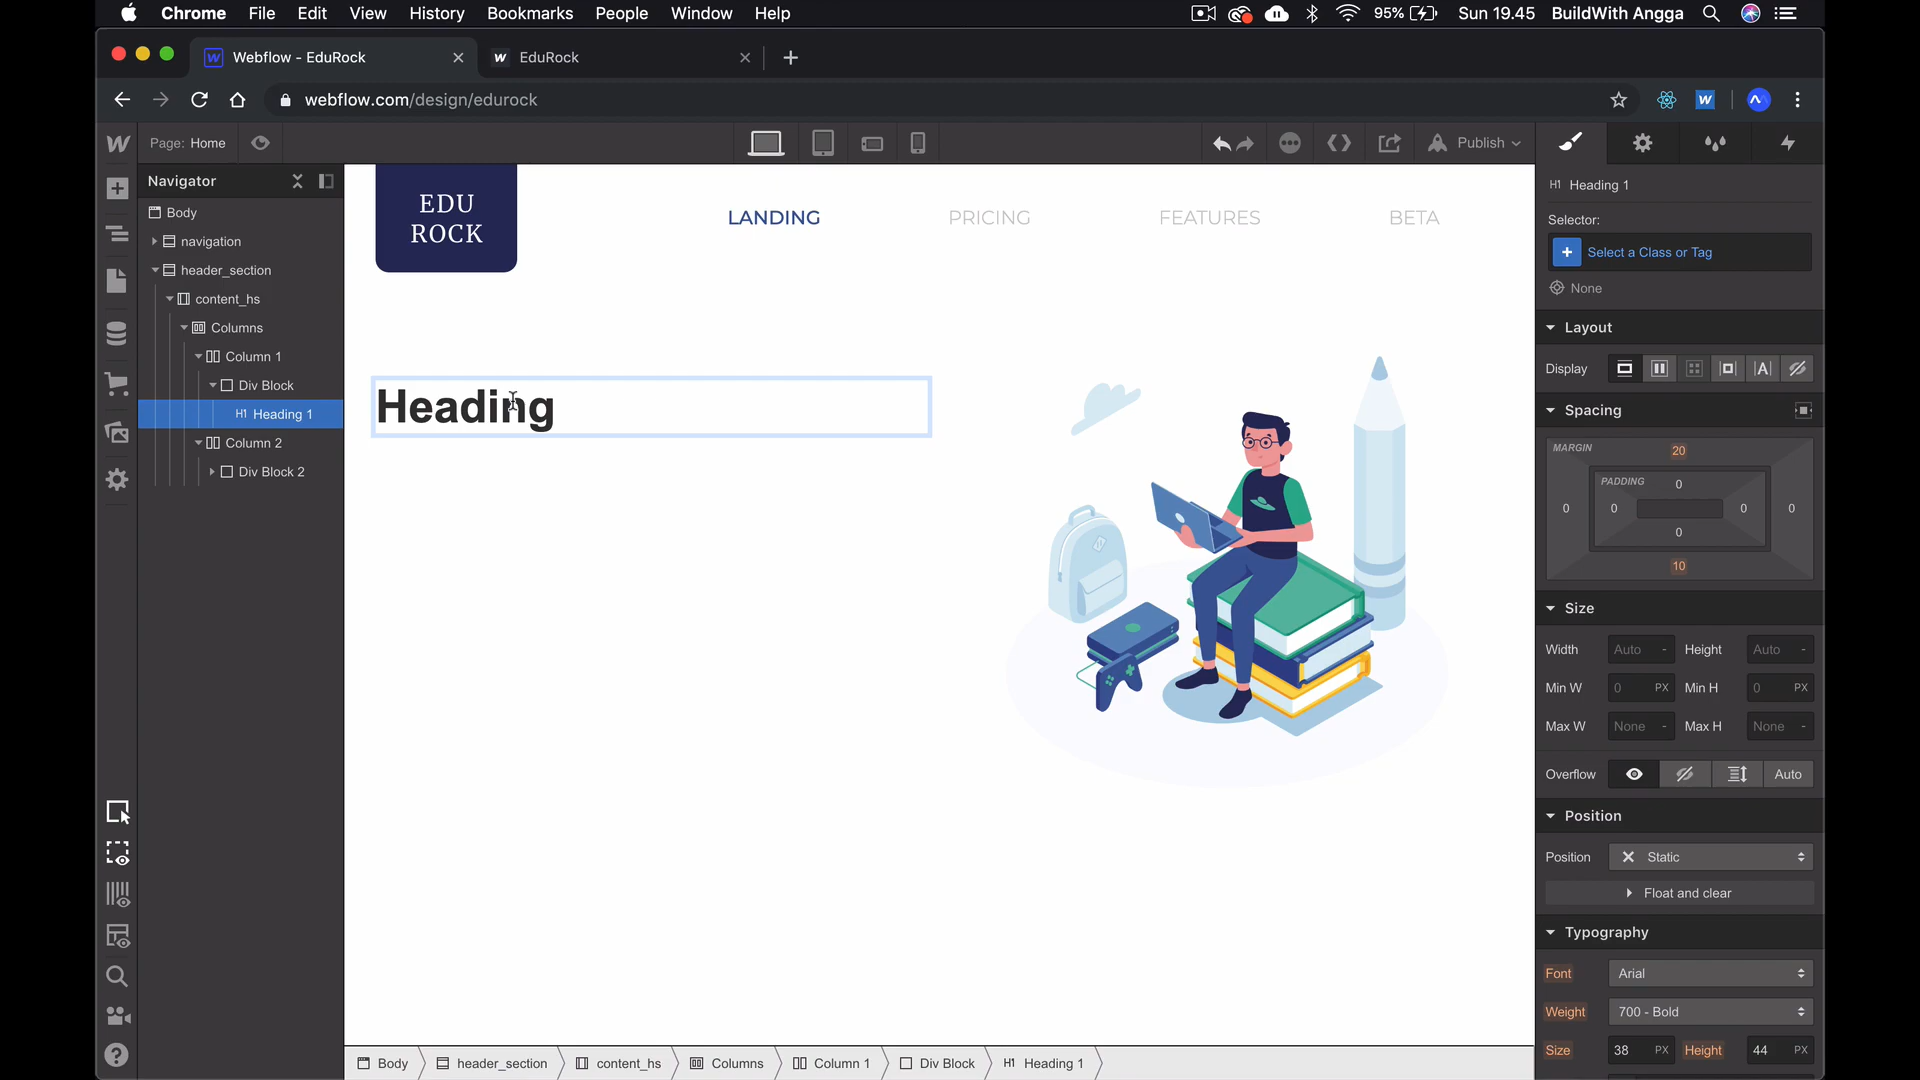 Chrome File Edit View History Bookmarks People Window Help 95% Sun 19.45 BuildWith Angga
Webflow - EduRock EduRock
webflow.com/design/edurock
Page: Home Publish
Navigator
Body
navigation
header_section
content_hs
Columns
Column 1
Div Block
H1 Heading 1
Column 2
Div Block 2
EDU
ROCK
LANDING PRICING FEATURES BETA
Heading
H1 Heading 1
Selector:
Select a Class or Tag
None
Layout
Display
Spacing
MARGIN 20
PADDING 0
0 0 0 0
0
10
Size
Width Auto - Height Auto -
Min W 0 PX Min H 0 PX
Max W None - Max H None -
Overflow Auto
Position
Position Static
Float and clear
Typography
Font Arial
Weight 700 - Bold
Size 38 PX Height 44 PX
Body header_section content_hs Columns Column 1 Div Block H1 Heading 1